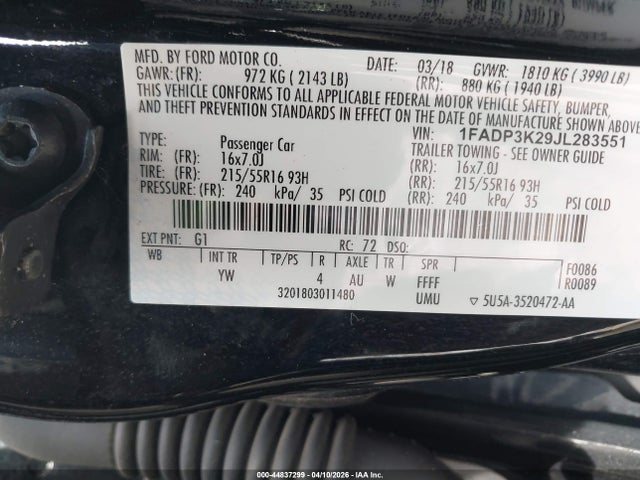 MFD. BY FORD MOTOR CO. DATE: 03/18 GVWR: 1810 KG ( 3990 LB)
GAWR: (FR): 972 KG ( 2143 LB) (RR): 880 KG ( 1940 LB)
THIS VEHICLE CONFORMS TO ALL APPLICABLE FEDERAL MOTOR VEHICLE SAFETY, BUMPER,
AND THEFT PREVENTION STANDARDS IN EFFECT ON THE DATE OF MANUFACTURE SHOWN ABOVE.
VIN: 1FADP3K29JL283551
TYPE: Passenger Car TRAILER TOWING - SEE OWNER GUIDE
RIM: (FR): 16x7.0J (RR): 16x7.0J
TIRE: (FR): 215/55R16 93H (RR): 215/55R16 93H
PRESSURE: (FR): 240 kPa/ 35 PSI COLD (RR): 240 kPa/ 35 PSI COLD
EXT PNT: G1 RC: 72 DSO:
WB INT TR TP/PS R AXLE TR SPR F0086
YW 4 AU W FFFF R0089
3201803011480 UMU ▽ 5U5A-3520472-AA
000-44837299 - 04/10/2026 - IAA Inc.